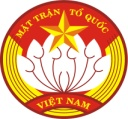 MẶT TRẬN TỔ QUỐC
VIỆT NAM